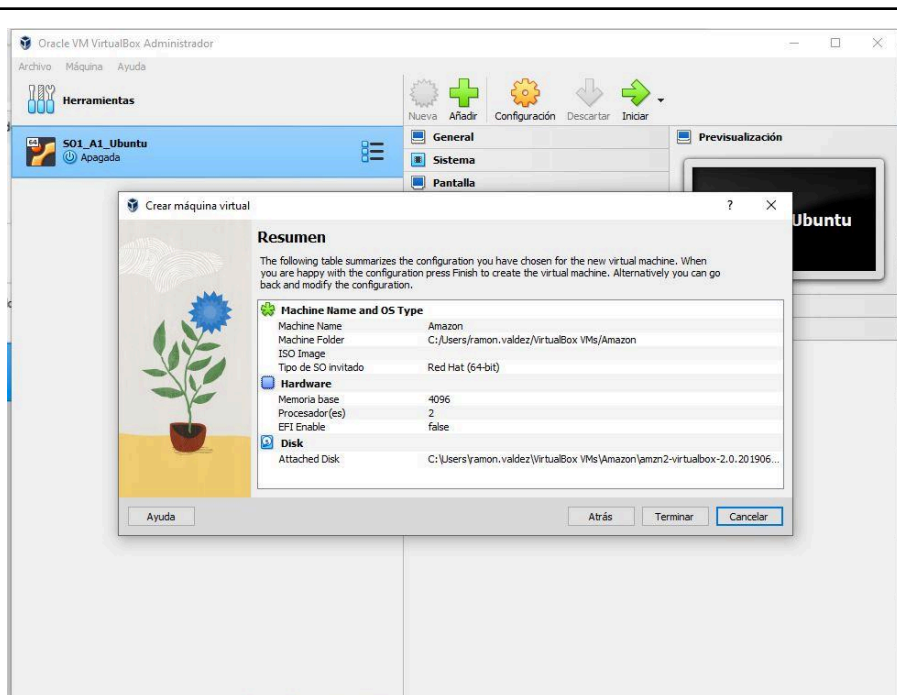 Oracle VM VirtualBox Administrador
Archivo Máquina Ayuda
Herramientas
Nueva Añadir Configuración Descartar Iniciar
64
S01_A1_Ubuntu
Apagada
General
Sistema
Pantalla
Previsualización
Ubuntu
Crear máquina virtual
?
Resumen
The following table summarizes the configuration you have chosen for the new virtual machine. When
you are happy with the configuration press Finish to create the virtual machine. Alternatively you can go
back and modify the configuration.
Machine Name and OS Type
Machine Name Amazon
Machine Folder C:/Users/ramon.valdez/VirtualBox VMs/Amazon
ISO Image
Tipo de SO invitado Red Hat (64-bit)
Hardware
Memoria base 4096
Procesador(es) 2
EFI Enable false
Disk
Attached Disk C:\Users\ramon.valdez\VirtualBox VMs\Amazon\amzn2-virtualbox-2.0.201906...
Ayuda Atrás Terminar Cancelar